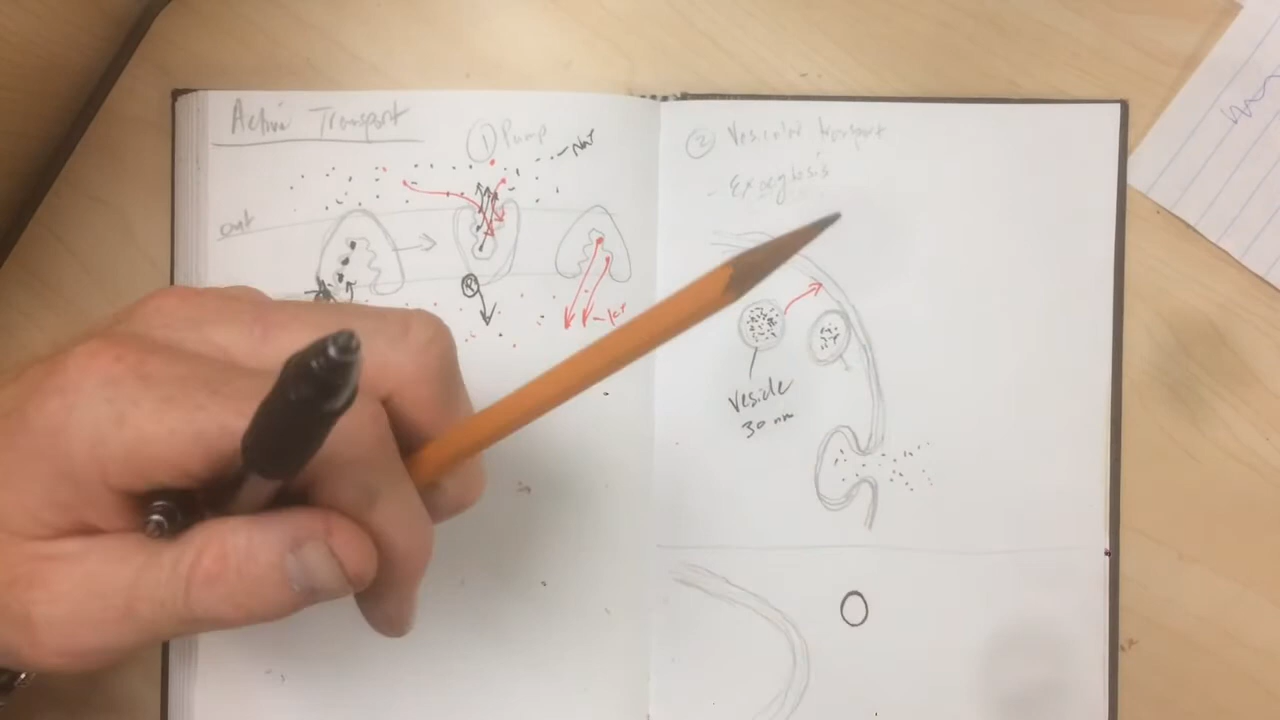 Active Transport
① Pump
Na+
out
P
K+
② Vesicular transport
- Exocytosis
Vesicle
30 nm